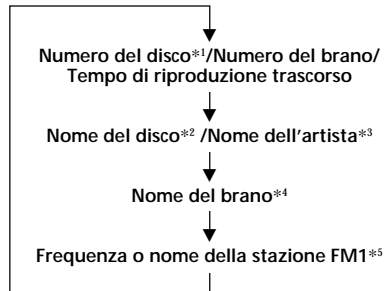 Numero del disco*1/Numero del brano/
Tempo di riproduzione trascorso
Nome del disco*2 /Nome dell'artista*3
Nome del brano*4
Frequenza o nome della stazione FM1*5